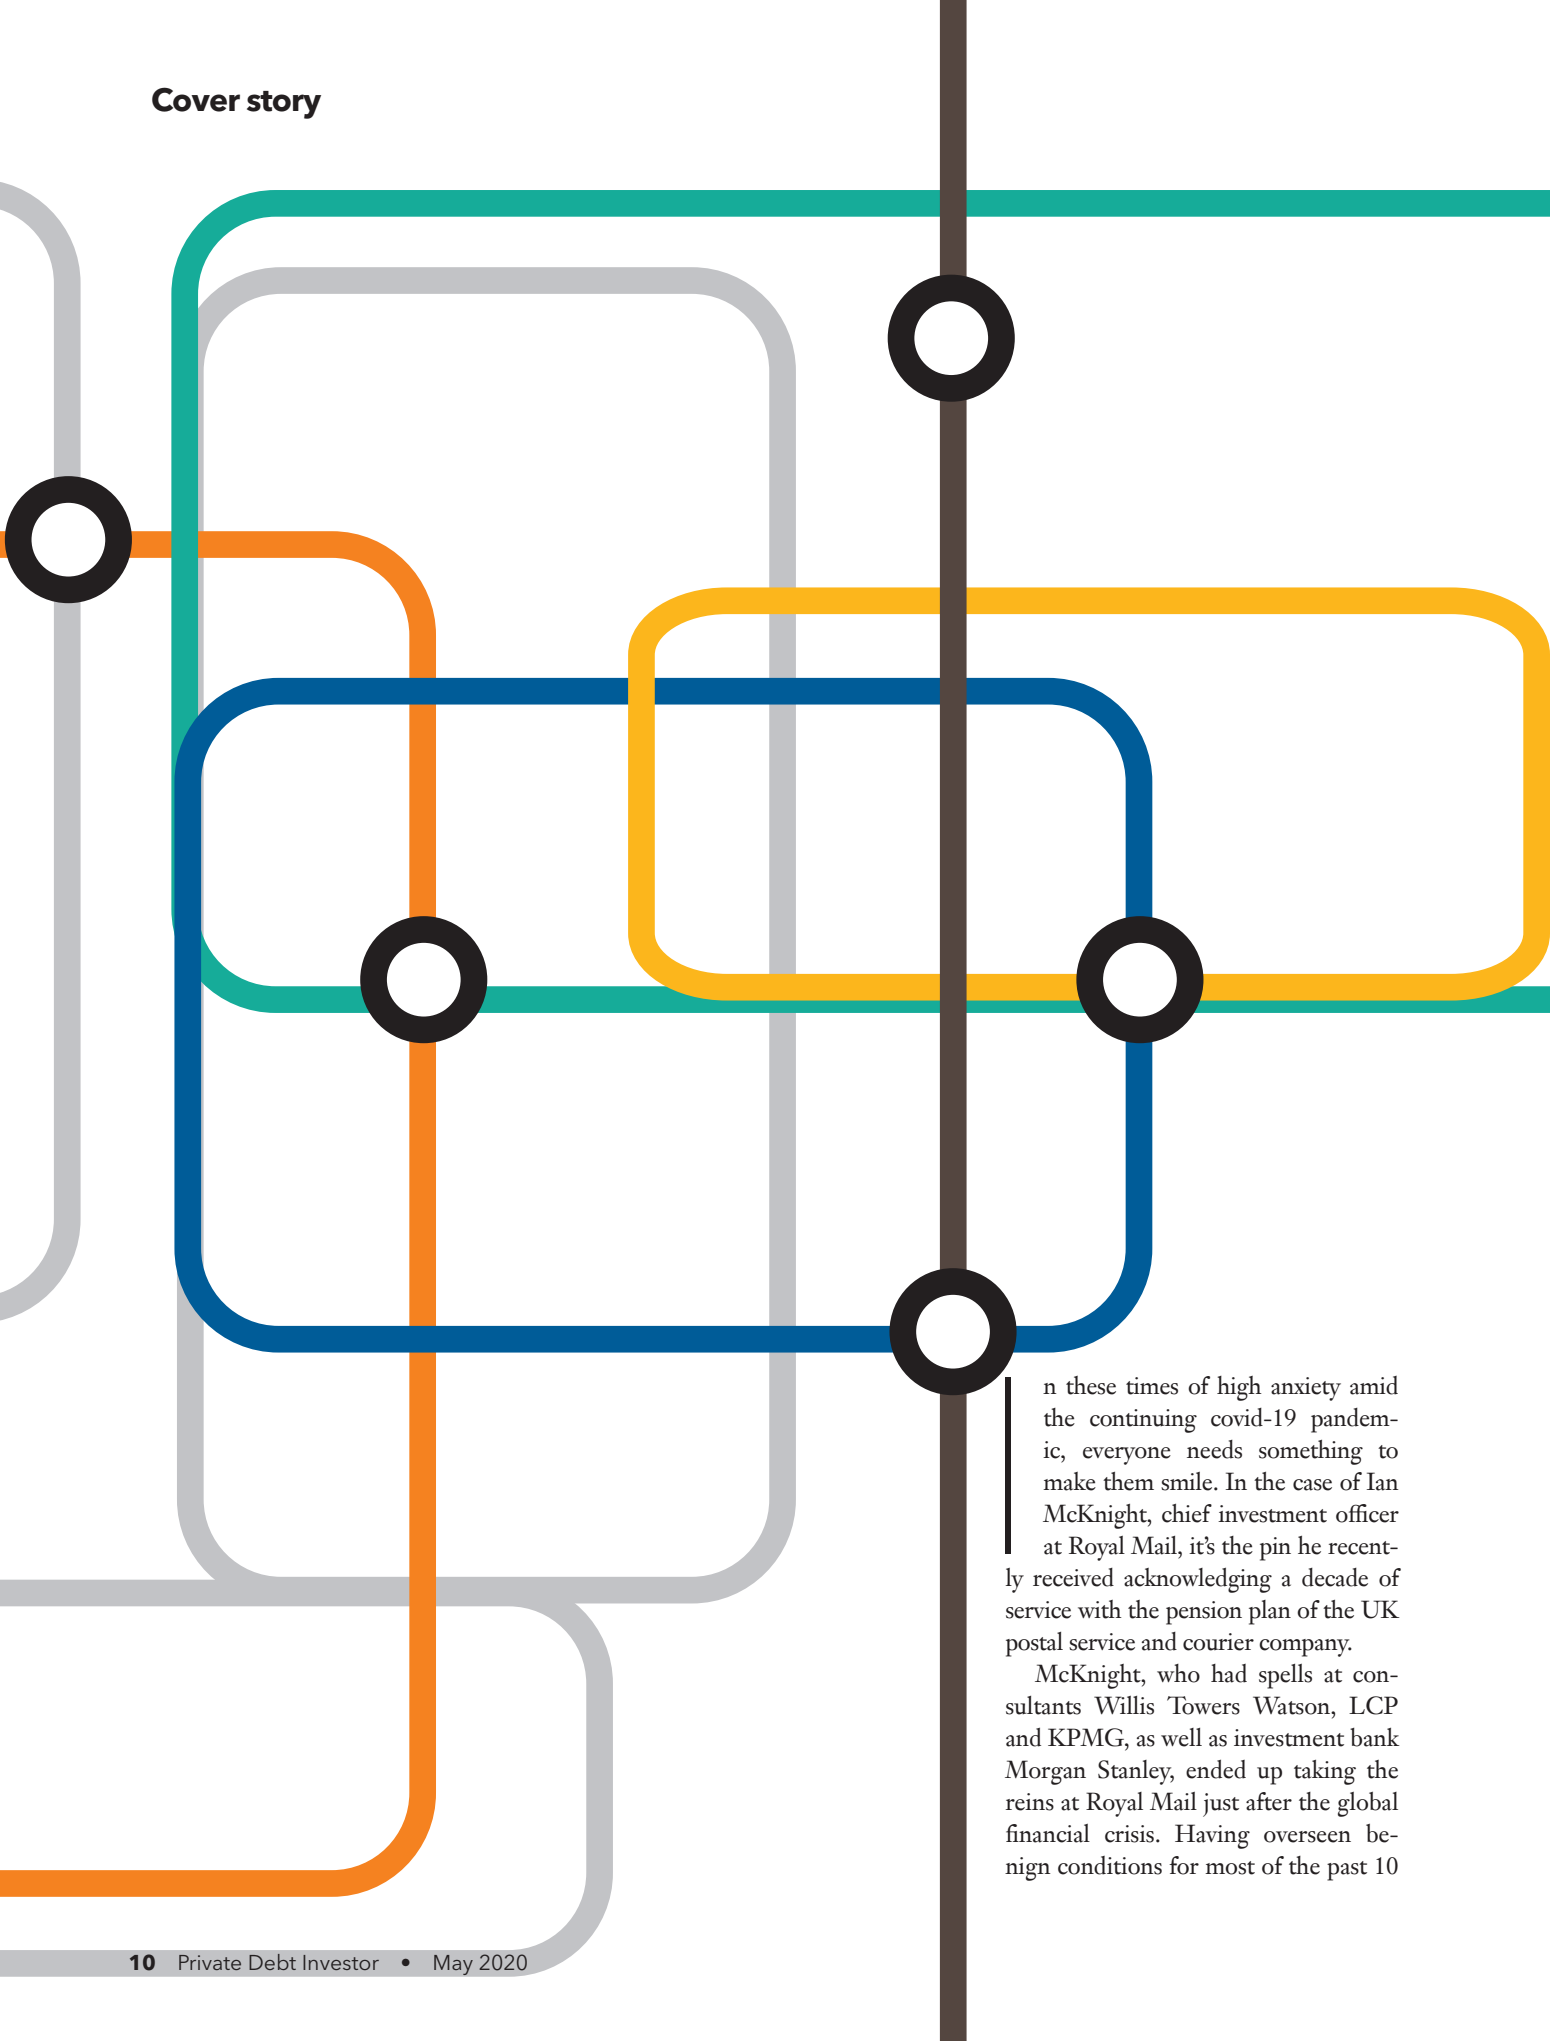 Cover story
In these times of high anxiety amid
the continuing covid-19 pandem-
ic, everyone needs something to
make them smile. In the case of Ian
McKnight, chief investment officer
at Royal Mail, it’s the pin he recent-
ly received acknowledging a decade of
service with the pension plan of the UK
postal service and courier company.
McKnight, who had spells at con-
sultants Willis Towers Watson, LCP
and KPMG, as well as investment bank
Morgan Stanley, ended up taking the
reins at Royal Mail just after the global
financial crisis. Having overseen be-
nign conditions for most of the past 10
10 Private Debt Investor • May 2020